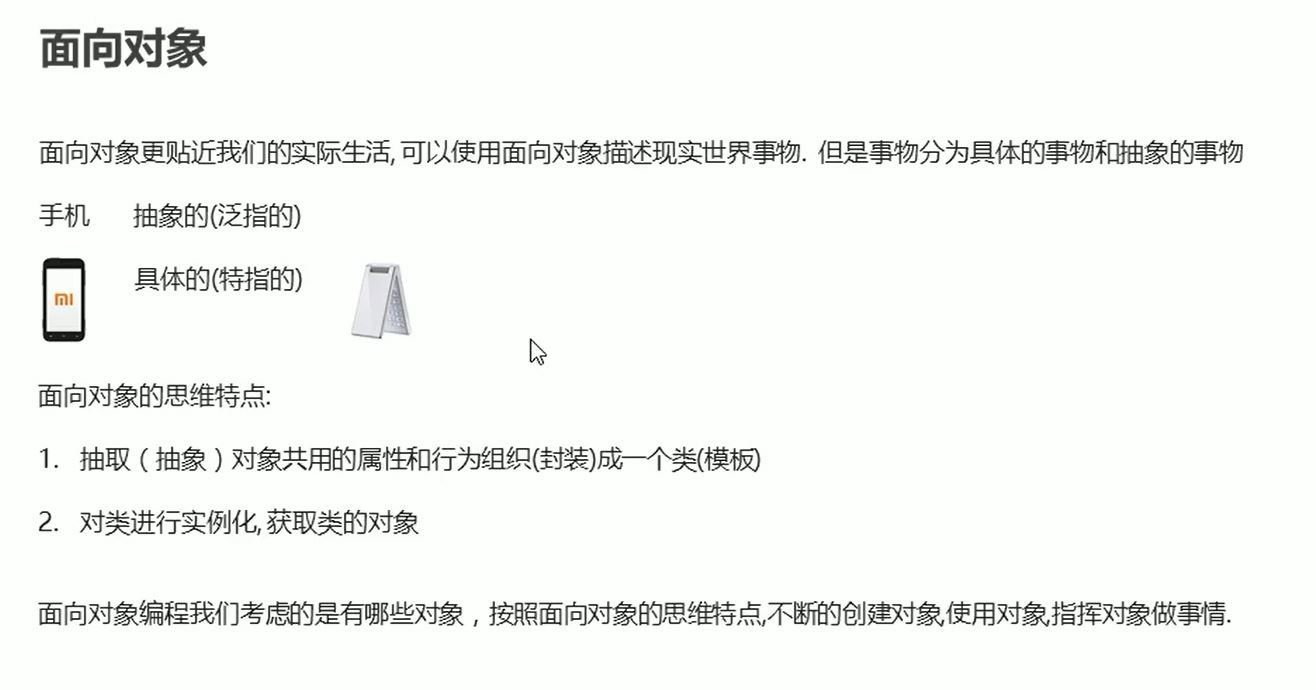 面向对象
面向对象更贴近我们的实际生活, 可以使用面向对象描述现实世界事物. 但是事物分为具体的事物和抽象的事物
手机 抽象的(泛指的)
具体的(特指的)
mi
面向对象的思维特点:
1. 抽取（抽象）对象共用的属性和行为组织(封装)成一个类(模板)
2. 对类进行实例化, 获取类的对象
面向对象编程我们考虑的是有哪些对象，按照面向对象的思维特点,不断的创建对象,使用对象,指挥对象做事情.